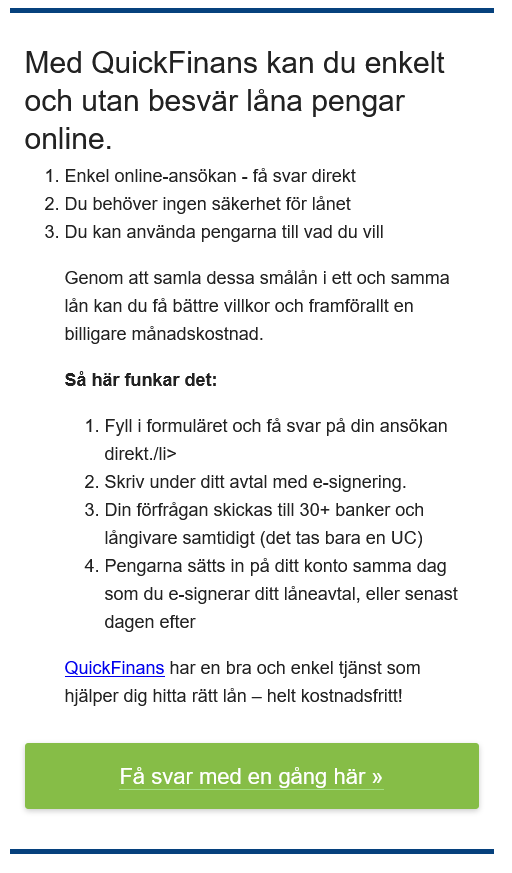 Med QuickFinans kan du enkelt
och utan besvär låna pengar
online.
1. Enkel online-ansökan - få svar direkt
2. Du behöver ingen säkerhet för lånet
3. Du kan använda pengarna till vad du vill
Genom att samla dessa smålån i ett och samma
lån kan du få bättre villkor och framförallt en
billigare månadskostnad.
Så här funkar det:
1. Fyll i formuläret och få svar på din ansökan
direkt./li>
2. Skriv under ditt avtal med e-signering.
3. Din förfrågan skickas till 30+ banker och
långivare samtidigt (det tas bara en UC)
4. Pengarna sätts in på ditt konto samma dag
som du e-signerar ditt låneavtal, eller senast
dagen efter
QuickFinans har en bra och enkel tjänst som
hjälper dig hitta rätt lån – helt kostnadsfritt!
Få svar med en gång här »